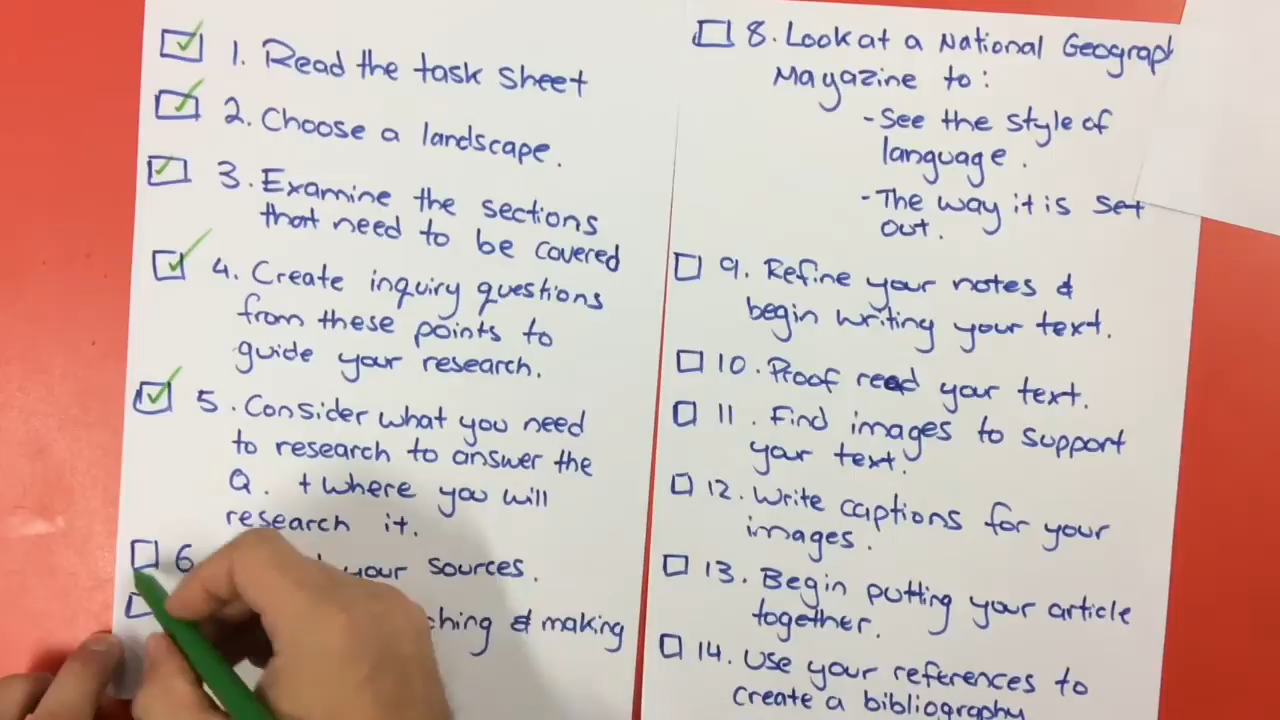 1. Read the task sheet
2. Choose a landscape.
3. Examine the sections
that need to be covered
4. Create inquiry questions
from these points to
guide your research.
5. Consider what you need
to research to answer the
Q. + where you will
research it.
6 your sources.
ching & making
8. Look at a National Geograph
Magazine to:
- See the style of
language.
- The way it is set
out.
9. Refine your notes &
begin writing your text.
10. Proof read your text.
11. Find images to support
your text.
12. Write captions for your
images.
13. Begin putting your article
together.
14. Use your references to
create a bibliography